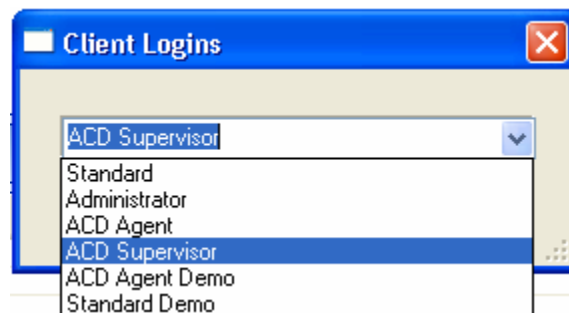 Client Logins
ACD Supervisor
Standard
Administrator
ACD Agent
ACD Supervisor
ACD Agent Demo
Standard Demo